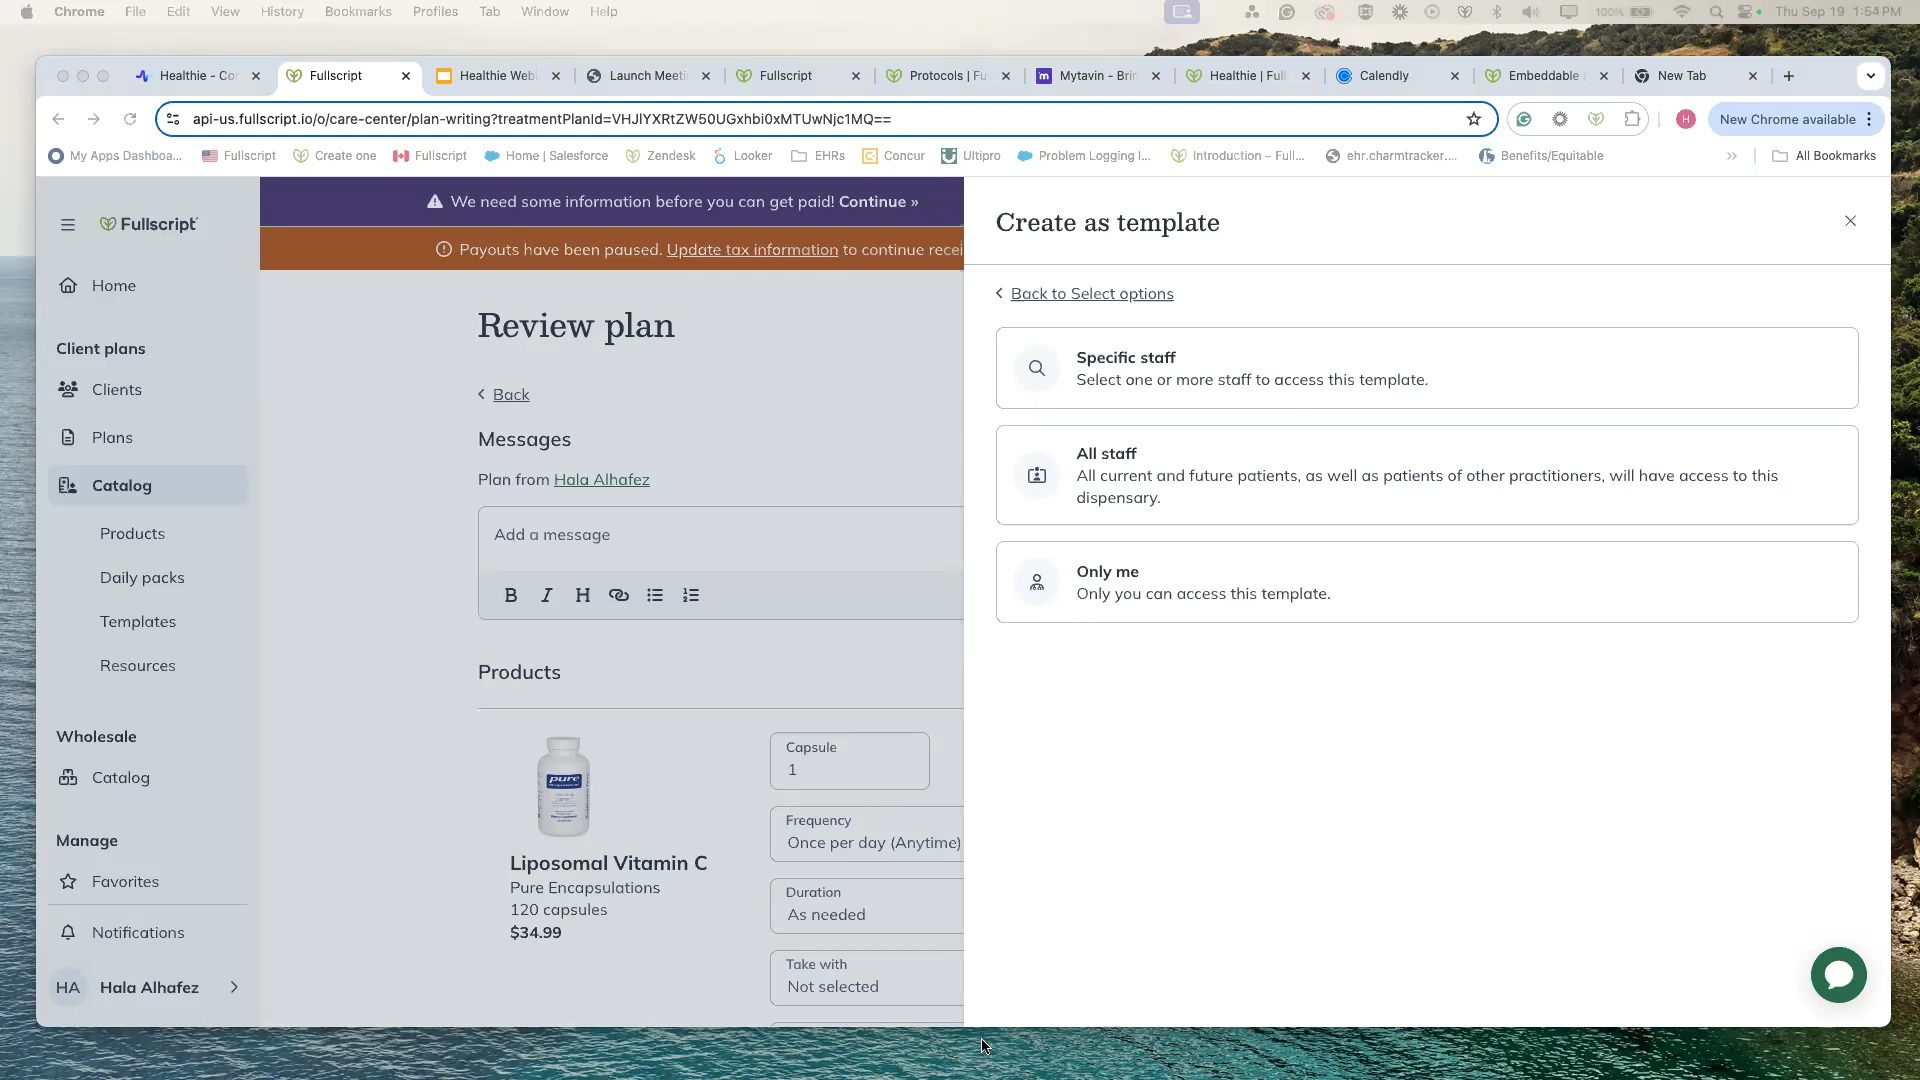 Chrome File Edit View History Bookmarks Profiles Tab Window Help 100% Thu Sep 19 1:54 PM
Healthie - Co Fullscript Healthie Web Launch Meeti Fullscript Protocols | Fu Mytavin - Brin Healthie | Full Calendly Embeddable New Tab
api-us.fullscript.io/o/care-center/plan-writing?treatmentPlanId=VHJlYXRtZW50UGxhbi0xMTUwNjc1MQ== H New Chrome available
My Apps Dashboa... Fullscript Create one Fullscript Home | Salesforce Zendesk Looker EHRs Concur Ultipro Problem Logging I... Introduction – Full... ehr.charmtracker.... Benefits/Equitable » All Bookmarks
Fullscript
Home
Client plans
Clients
Plans
Catalog
Products
Daily packs
Templates
Resources
Wholesale
Catalog
Manage
Favorites
Notifications
HA Hala Alhafez
We need some information before you can get paid! Continue »
Payouts have been paused. Update tax information to continue recei
Review plan
Back
Messages
Plan from Hala Alhafez
Add a message
B I H
Products
pure
Liposomal Vitamin C
Pure Encapsulations
120 capsules
$34.99
Capsule
1
Frequency
Once per day (Anytime)
Duration
As needed
Take with
Not selected
Create as template
Back to Select options
Specific staff
Select one or more staff to access this template.
All staff
All current and future patients, as well as patients of other practitioners, will have access to this
dispensary.
Only me
Only you can access this template.